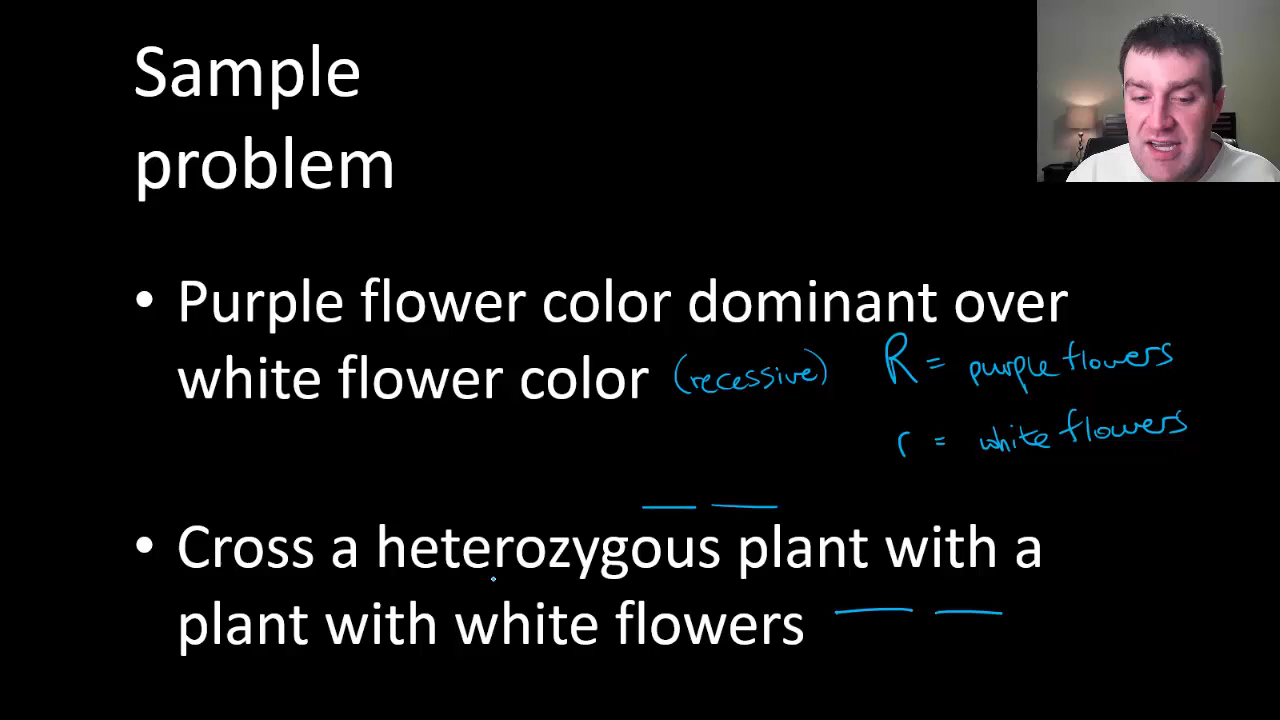 Sample
problem
• Purple flower color dominant over
white flower color (recessive)
R = purple flowers
r = white flowers
• Cross a heterozygous plant with a
plant with white flowers